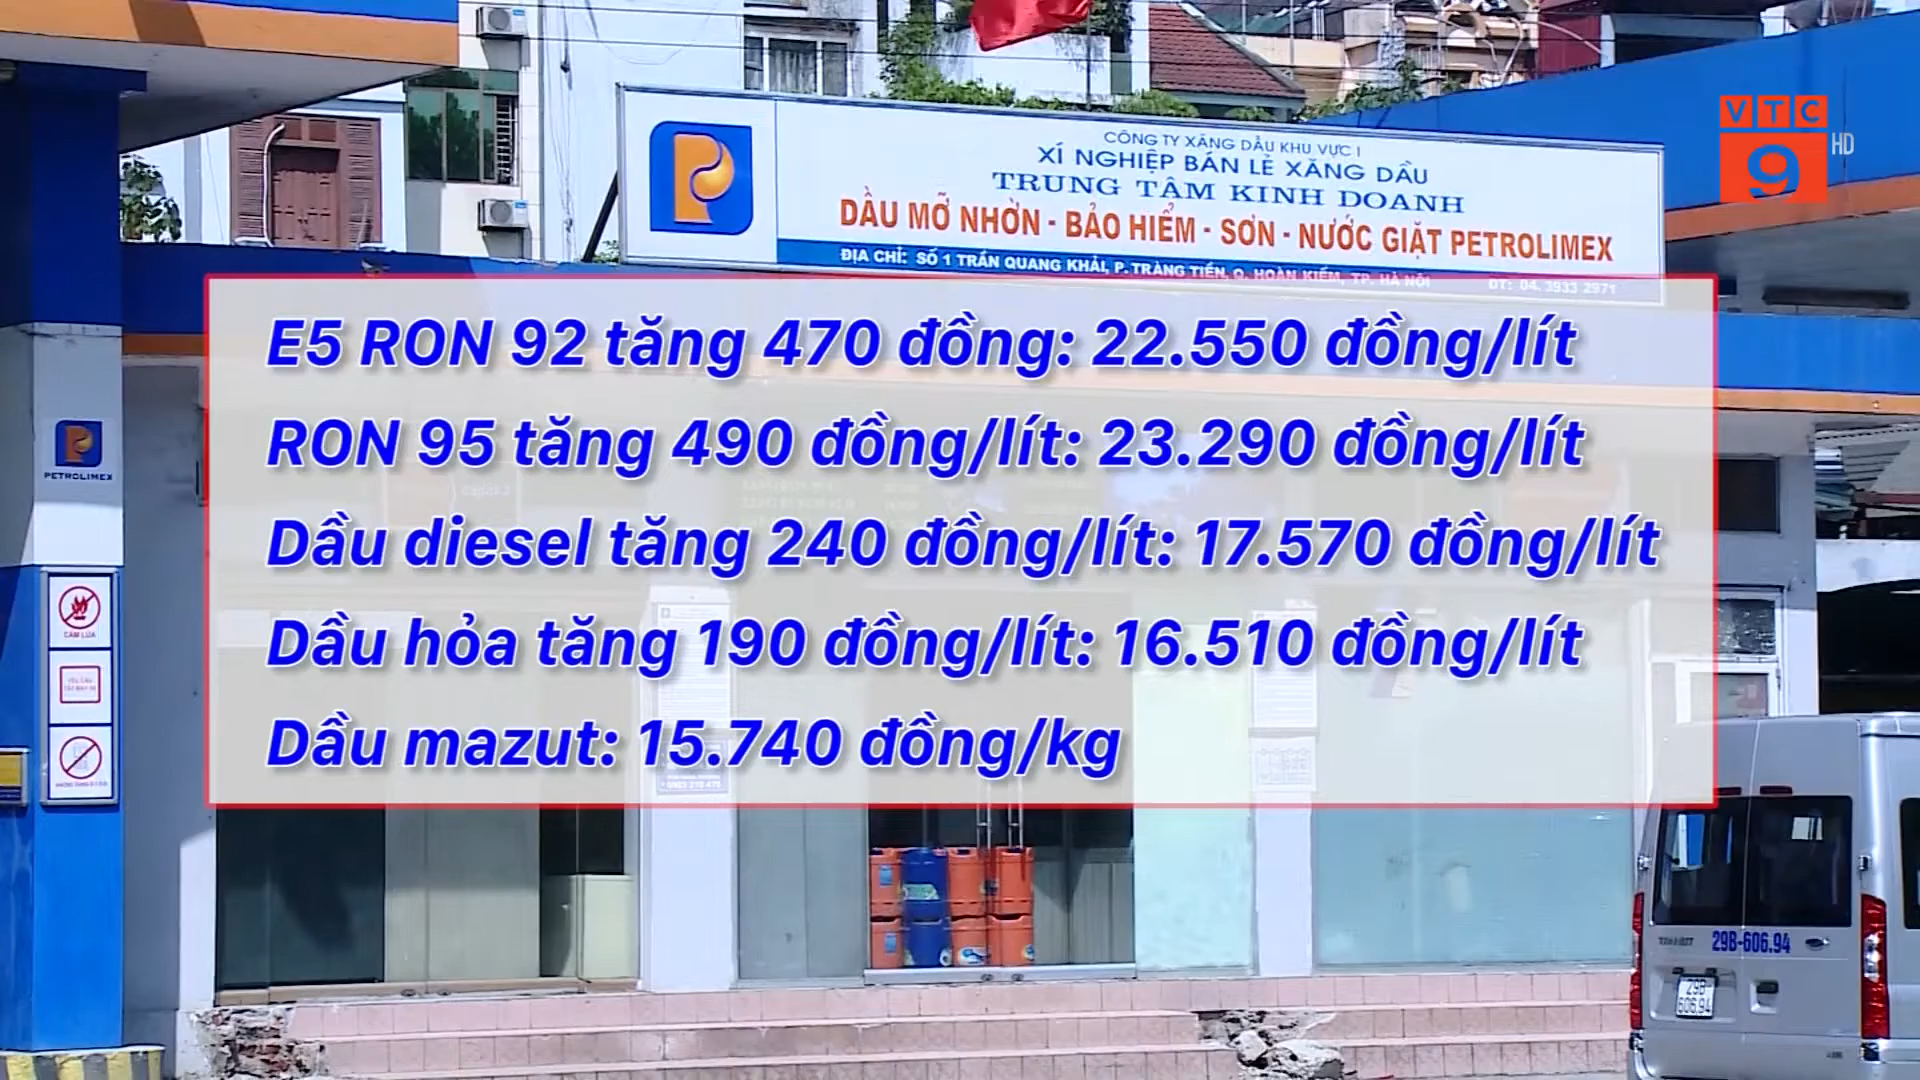 VTC
9
HD
CÔNG TY XĂNG DẦU KHU VỰC I
XÍ NGHIỆP BÁN LẺ XĂNG DẦU
TRUNG TÂM KINH DOANH
DẦU MỠ NHỜN - BẢO HIỂM - SƠN - NƯỚC GIẶT PETROLIMEX
ĐỊA CHỈ: SỐ 1 TRẦN QUANG KHẢI, P. TRÀNG TIỀN, Q. HOÀN KIẾM, TP. HÀ NỘI ĐT: 04. 3933 2971
E5 RON 92 tăng 470 đồng: 22.550 đồng/lít
RON 95 tăng 490 đồng/lít: 23.290 đồng/lít
Dầu diesel tăng 240 đồng/lít: 17.570 đồng/lít
Dầu hỏa tăng 190 đồng/lít: 16.510 đồng/lít
Dầu mazut: 15.740 đồng/kg
PETROLIMEX
CẤM LỬA
29B-606.94
29B
606.94